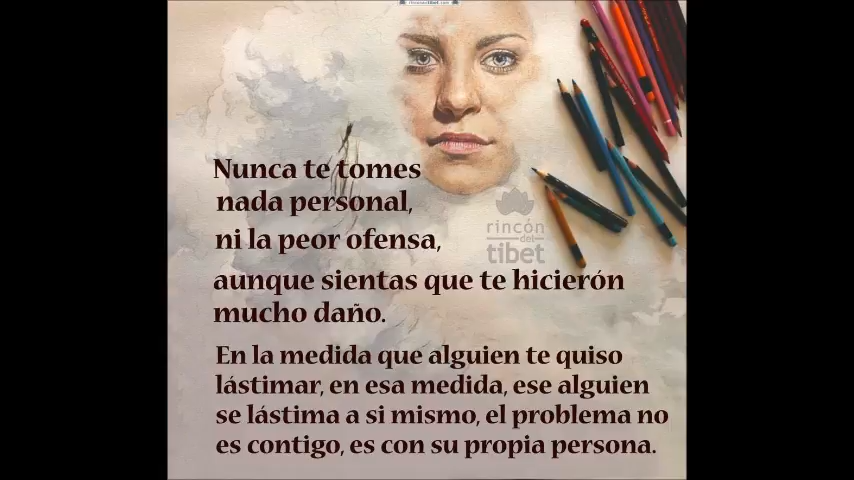 Nunca te tomes
nada personal,
ni la peor ofensa,
aunque sientas que te hicierón
mucho daño.
rincón
del
tibet
En la medida que alguien te quiso
lástimar, en esa medida, ese alguien
se lástima a si mismo, el problema no
es contigo, es con su propia persona.